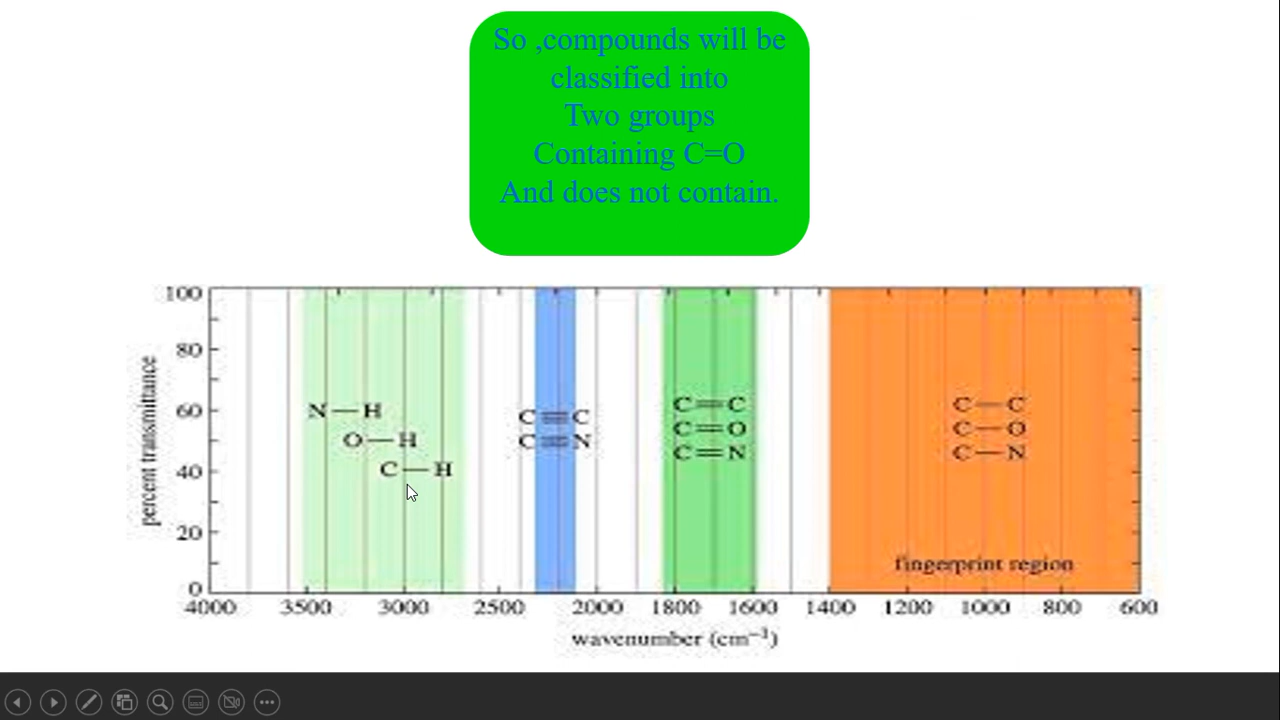 So ,compounds will be
classified into
Two groups
Containing C=O
And does not contain.
100
80
60
40
20
0
percent transmittance
N—H
O—H
C—H
C≡C
C≡N
C=C
C=O
C=N
C—C
C—O
C—N
fingerprint region
4000 3500 3000 2500 2000 1800 1600 1400 1200 1000 800 600
wavenumber (cm⁻¹)